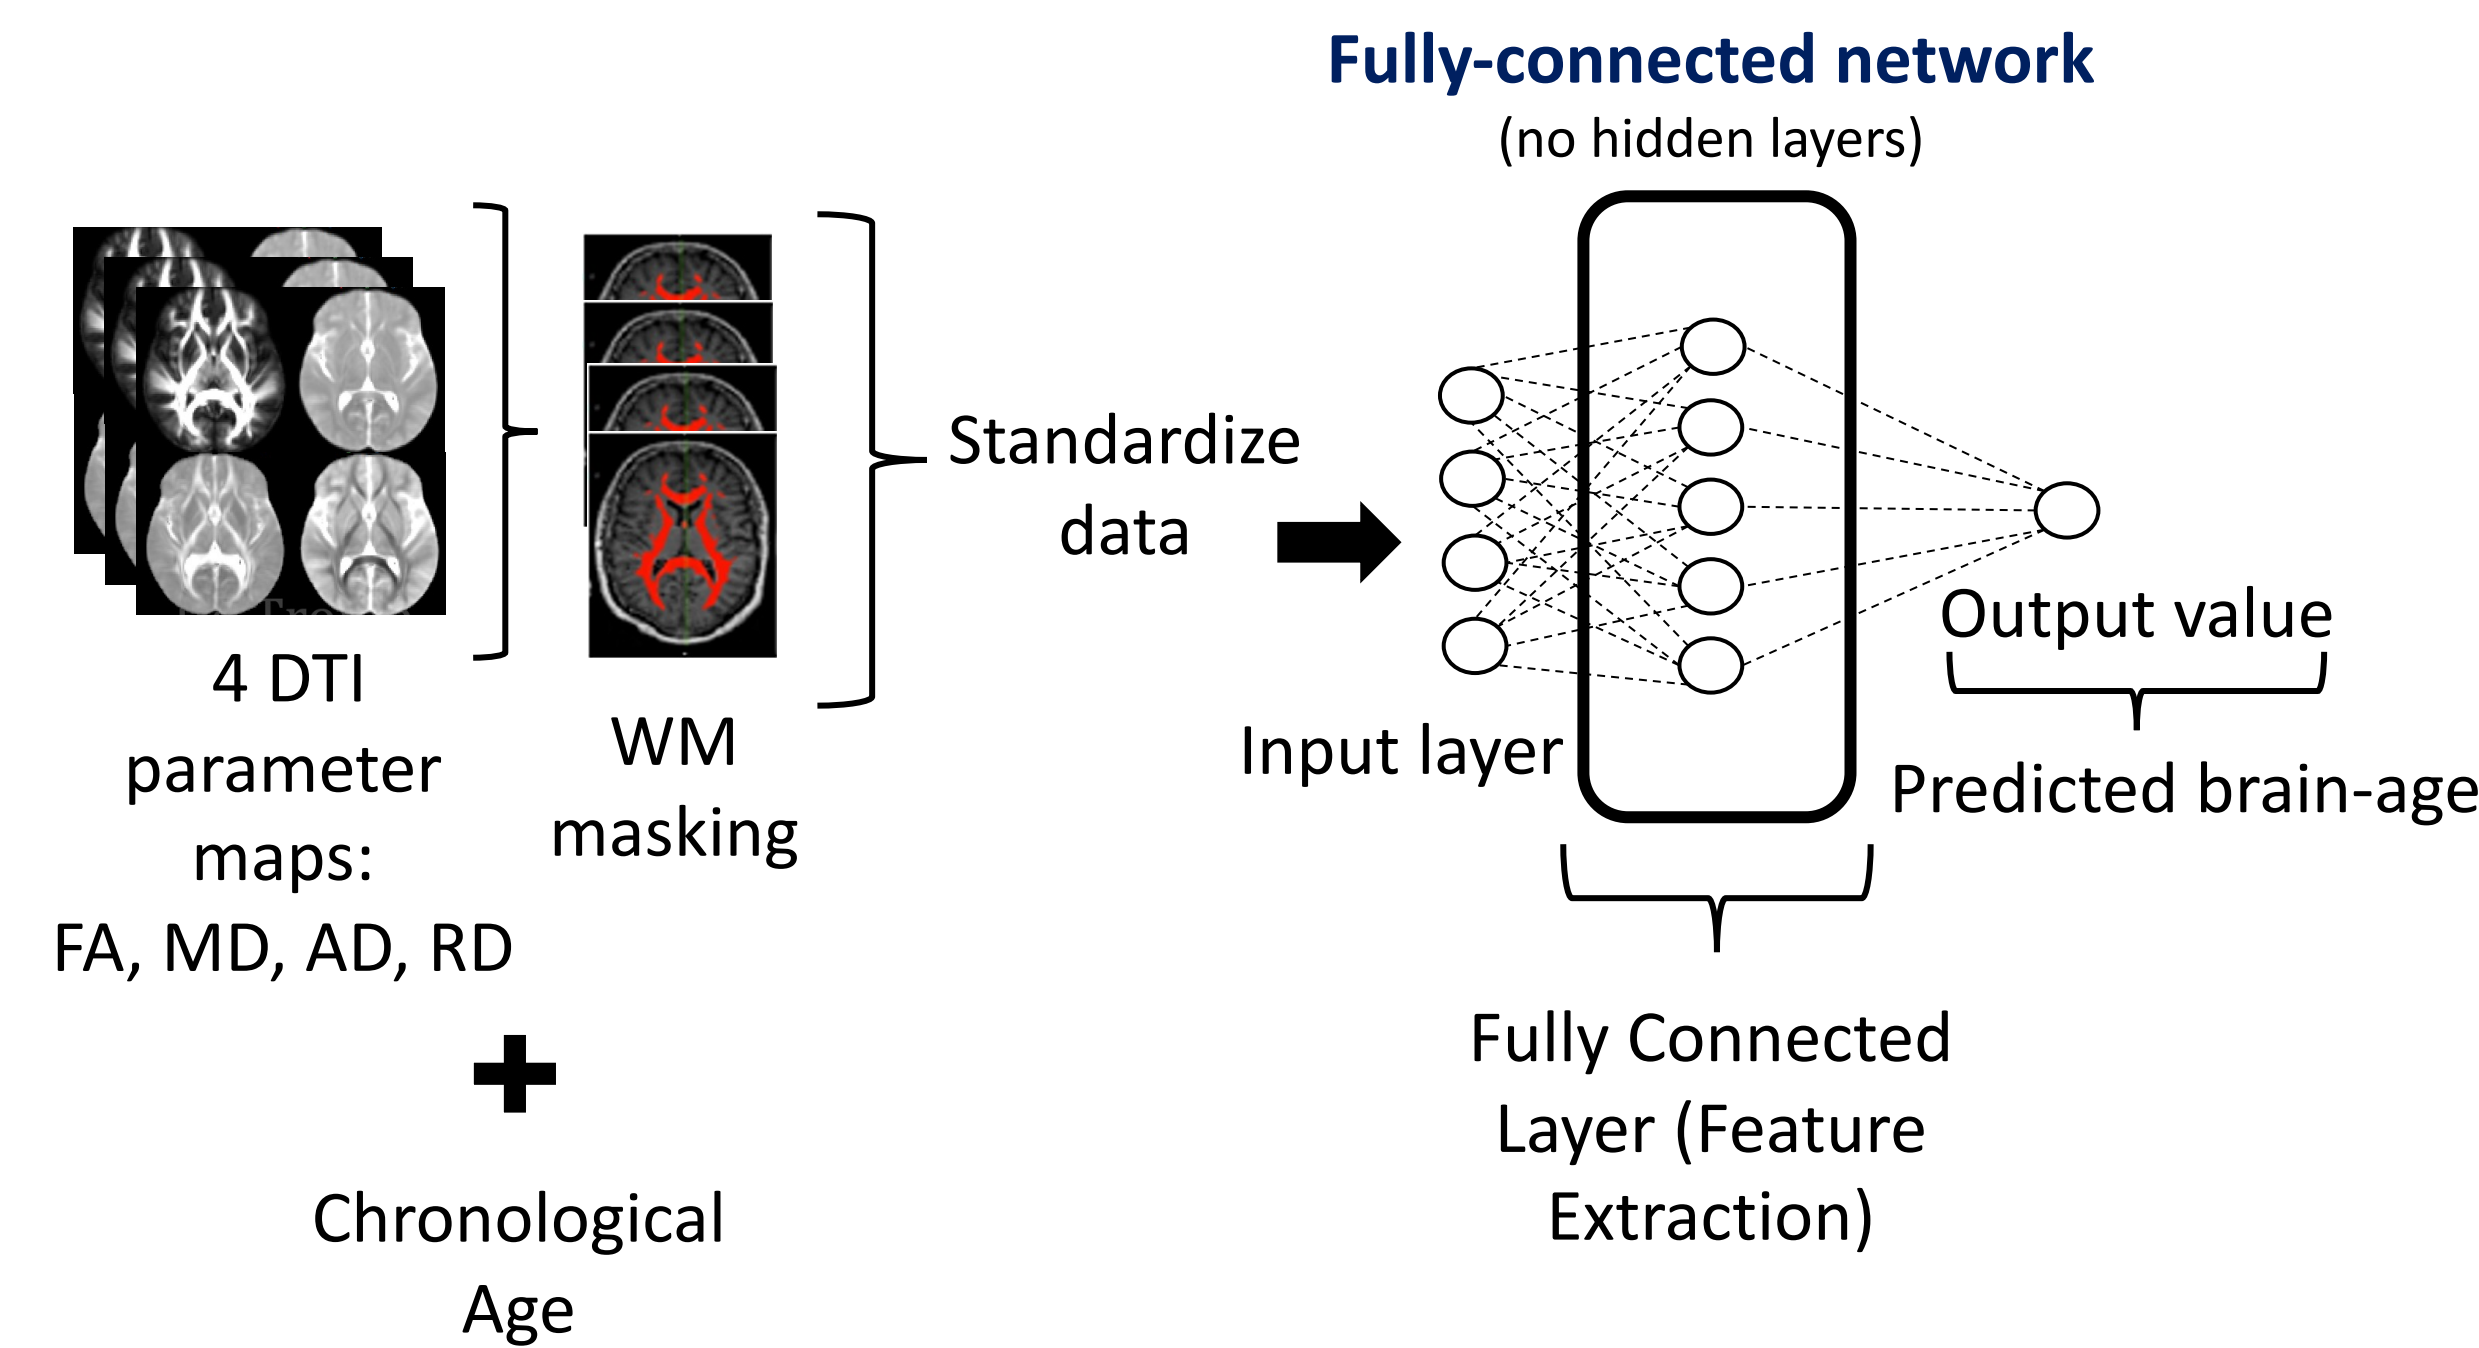 Fully-connected network
(no hidden layers)
4 DTI
parameter
maps:
FA, MD, AD, RD
Chronological
Age
WM
masking
Standardize
data
Input layer
Fully Connected
Layer (Feature
Extraction)
Output value
Predicted brain-age